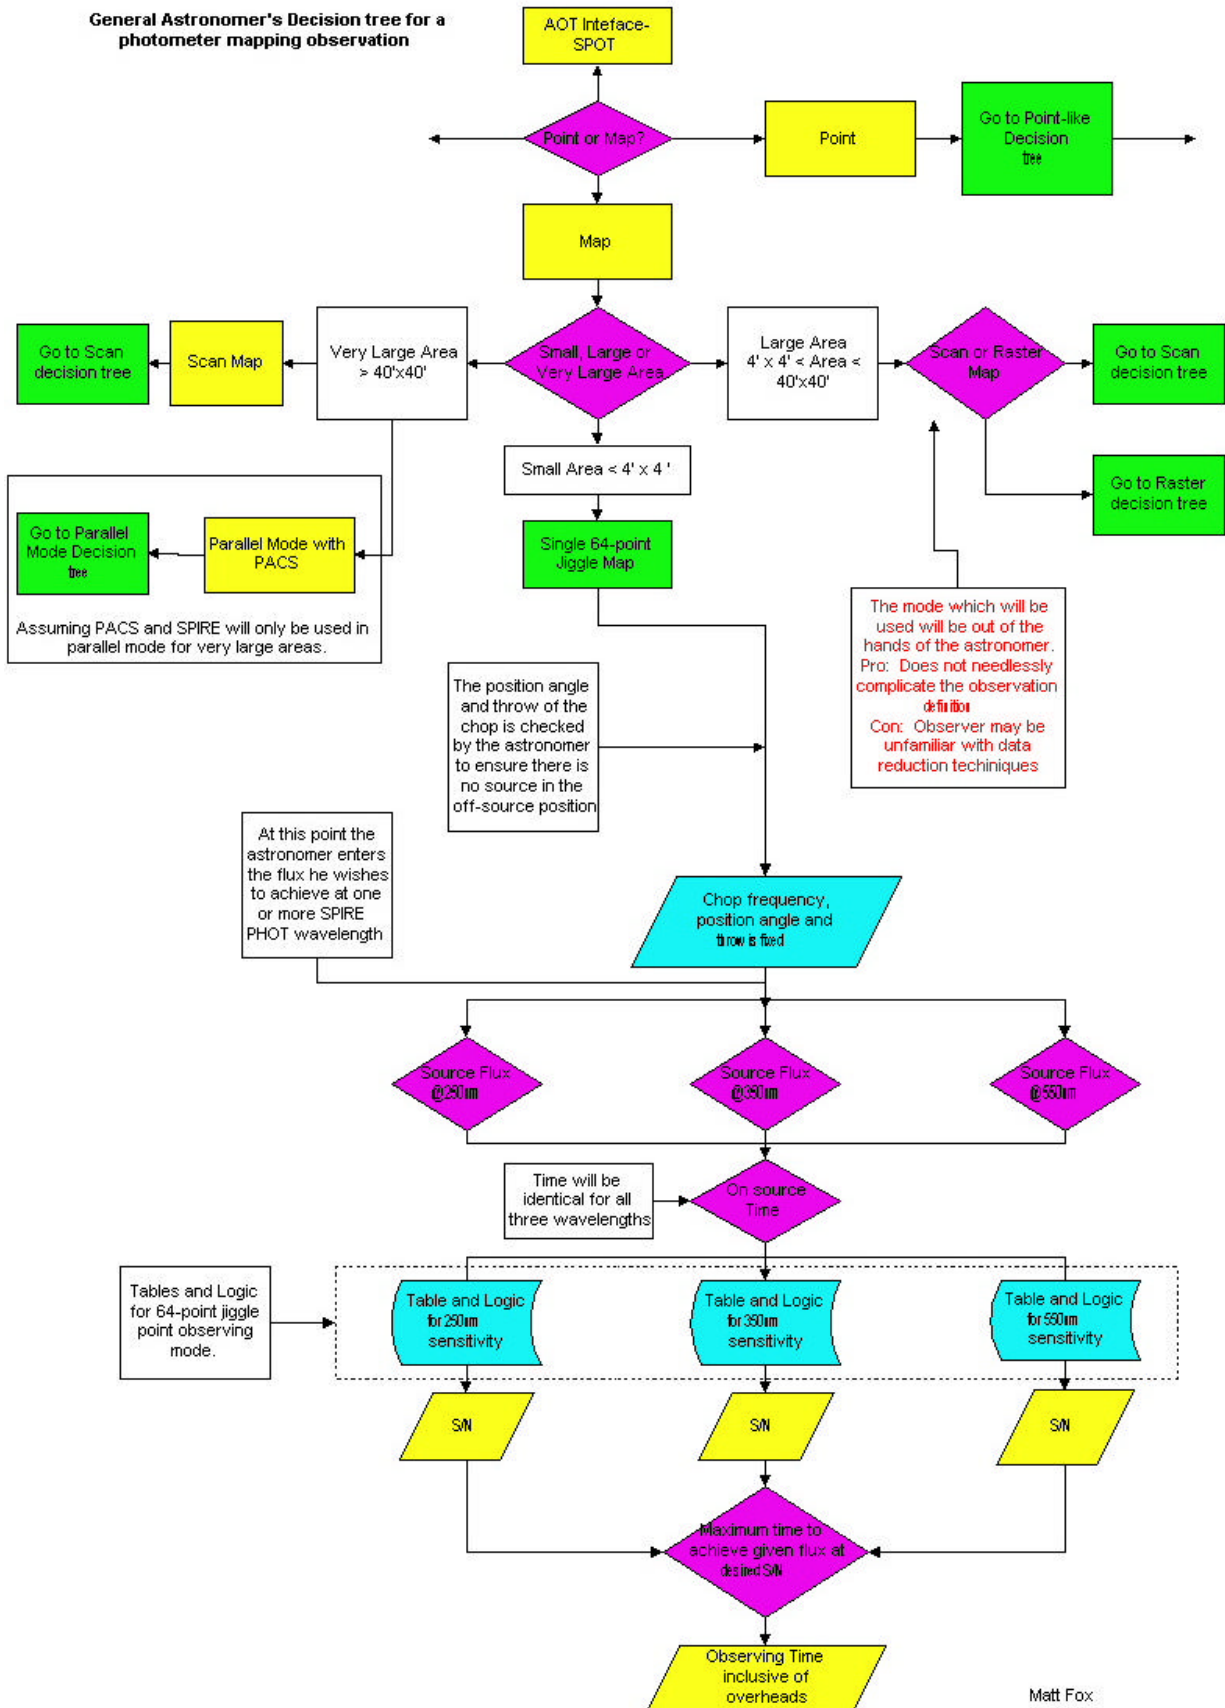 General Astronomer's Decision tree for a
photometer mapping observation
AOT Inteface-
SPOT
Point or Map?
Point
Go to Point-like
Decision
tree
Map
Go to Scan
decision tree
Scan Map
Very Large Area
> 40'x40'
Small, Large or
Very Large Area
Large Area
4' x 4' < Area <
40'x40'
Scan or Raster
Map
Go to Scan
decision tree
Small Area < 4' x 4 '
Go to Raster
decision tree
Go to Parallel
Mode Decision
tree
Parallel Mode with
PACS
Assuming PACS and SPIRE will only be used in
parallel mode for very large areas.
Single 64-point
Jiggle Map
The mode which will be
used will be out of the
hands of the astronomer.
Pro: Does not needlessly
complicate the observation
definition
Con: Observer may be
unfamiliar with data
reduction techiniques
The position angle
and throw of the
chop is checked
by the astronomer
to ensure there is
no source in the
off-source position
At this point the
astronomer enters
the flux he wishes
to achieve at one
or more SPIRE
PHOT wavelength
Chop frequency,
position angle and
throw is fixed
Source Flux
@250um
Source Flux
@350um
Source Flux
@550um
Time will be
identical for all
three wavelengths
On source
Time
Tables and Logic
for 64-point jiggle
point observing
mode.
Table and Logic
for 250um
sensitivity
Table and Logic
for 350um
sensitivity
Table and Logic
for 550um
sensitivity
S/N
S/N
S/N
Maximum time to
achieve given flux at
desired S/N
Observing Time
inclusive of
overheads
Matt Fox